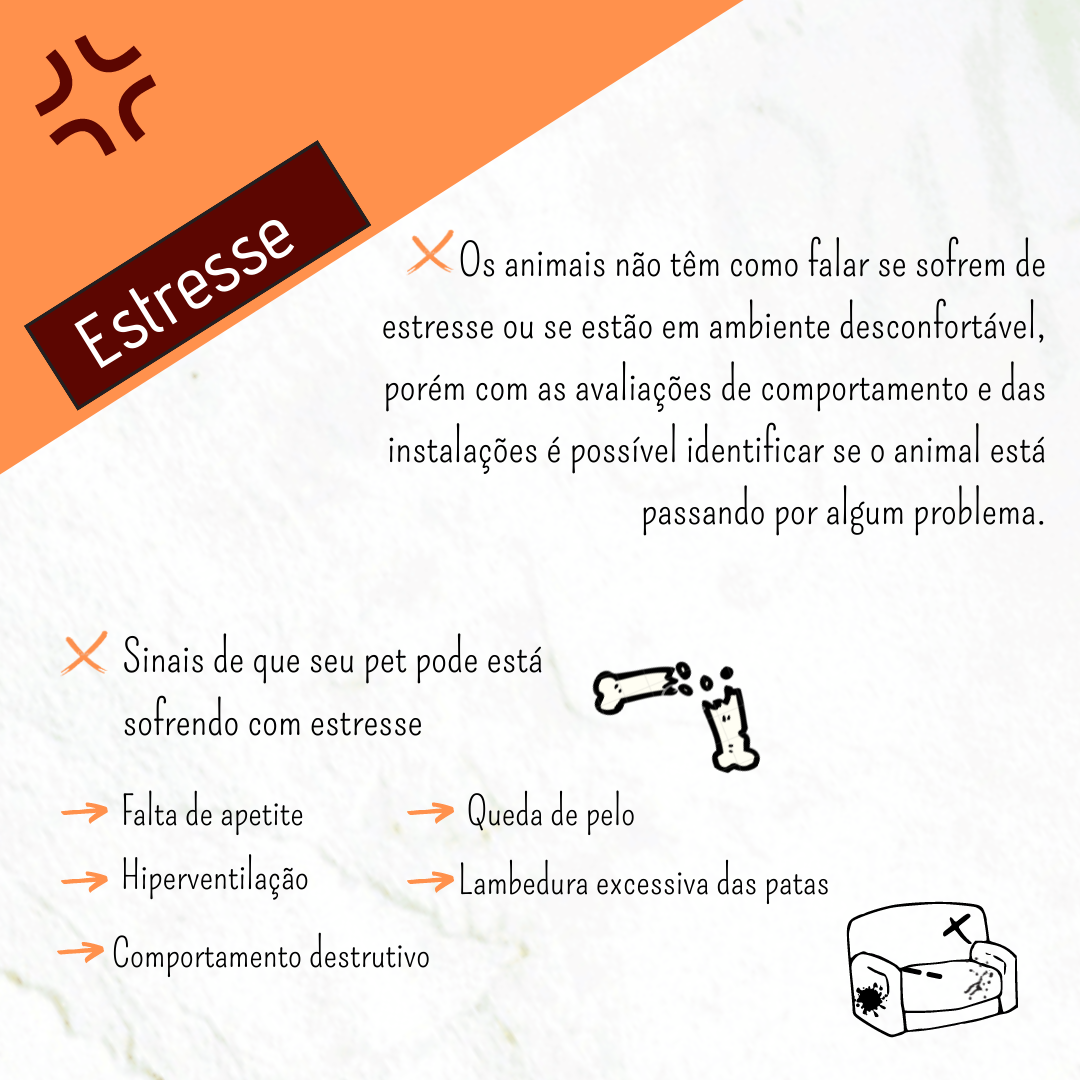 Estresse
Os animais não têm como falar se sofrem de
estresse ou se estão em ambiente desconfortável,
porém com as avaliações de comportamento e das
instalações é possível identificar se o animal está
passando por algum problema.
Sinais de que seu pet pode está
sofrendo com estresse
Falta de apetite
Queda de pelo
Hiperventilação
Lambedura excessiva das patas
Comportamento destrutivo